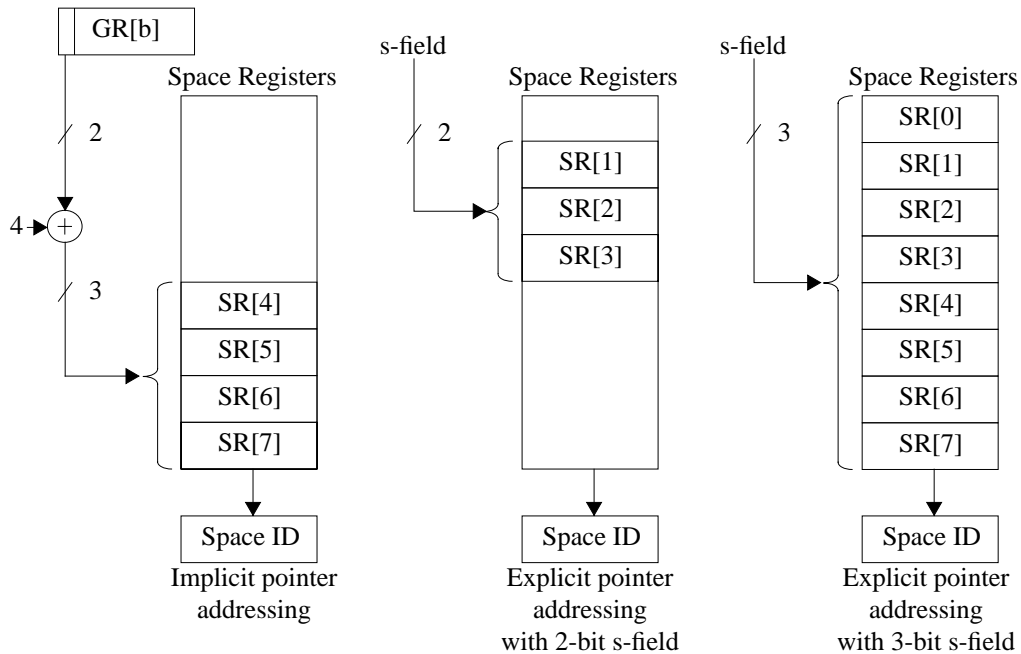 GR[b]
2
4
+
3
Space Registers
SR[4]
SR[5]
SR[6]
SR[7]
Space ID
Implicit pointer
addressing
s-field
2
Space Registers
SR[1]
SR[2]
SR[3]
Space ID
Explicit pointer
addressing
with 2-bit s-field
s-field
3
Space Registers
SR[0]
SR[1]
SR[2]
SR[3]
SR[4]
SR[5]
SR[6]
SR[7]
Space ID
Explicit pointer
addressing
with 3-bit s-field